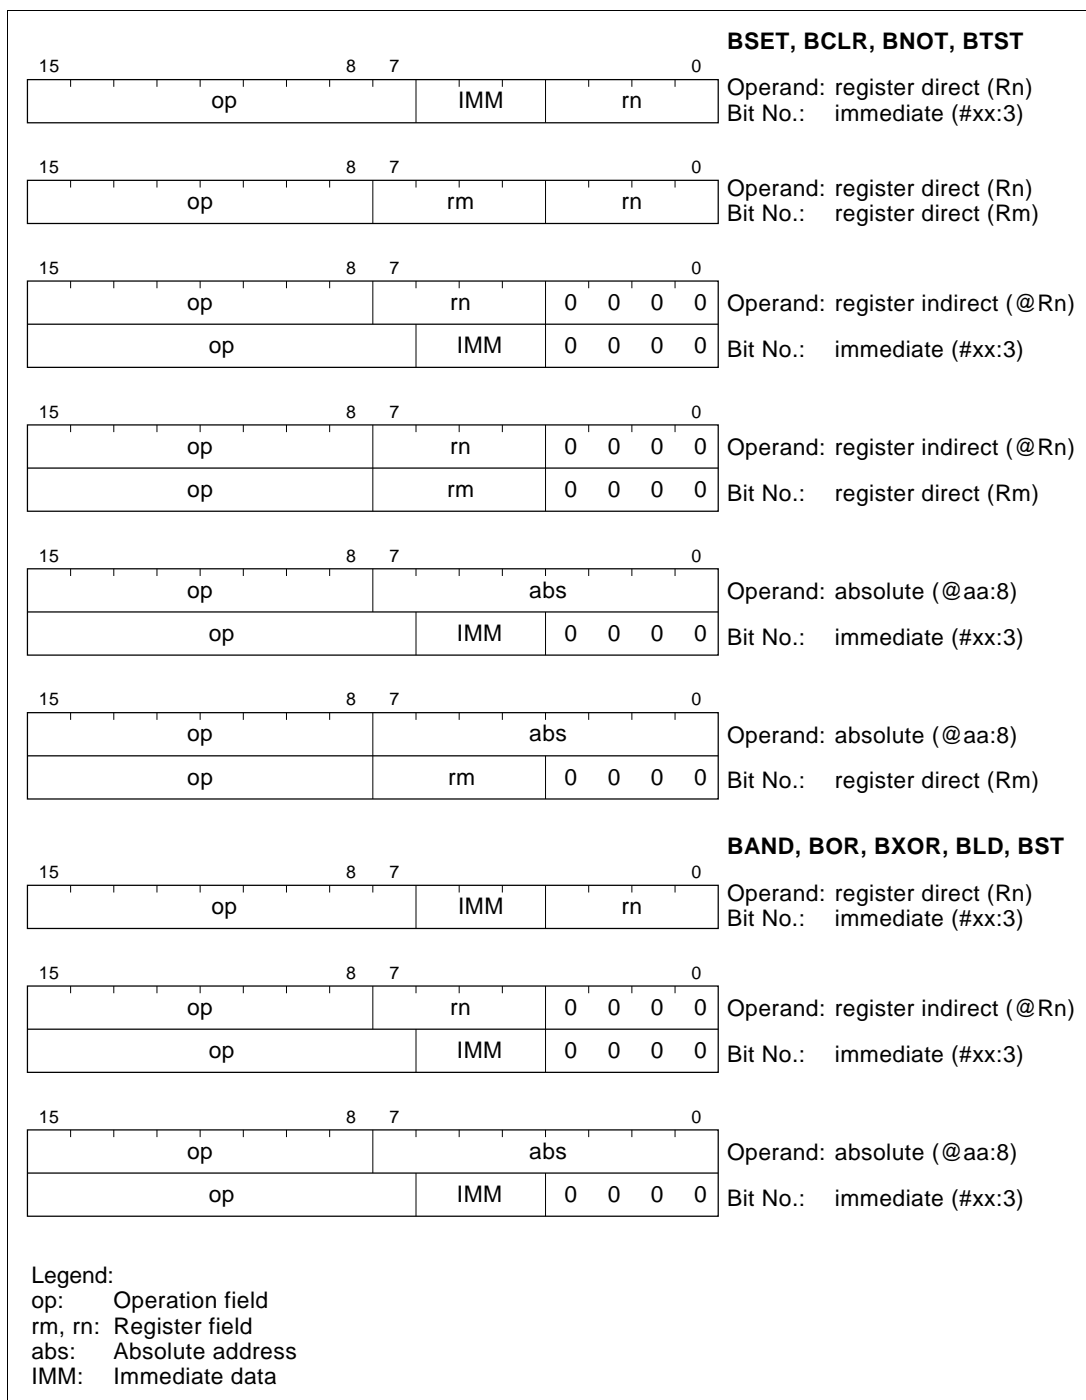 BSET, BCLR, BNOT, BTST
15 8 7 0
op IMM rn
Operand: register direct (Rn)
Bit No.: immediate (#xx:3)
15 8 7 0
op rm rn
Operand: register direct (Rn)
Bit No.: register direct (Rm)
15 8 7 0
op rn 0 0 0 0 Operand: register indirect (@Rn)
op IMM 0 0 0 0 Bit No.: immediate (#xx:3)
15 8 7 0
op rn 0 0 0 0 Operand: register indirect (@Rn)
op rm 0 0 0 0 Bit No.: register direct (Rm)
15 8 7 0
op abs Operand: absolute (@aa:8)
op IMM 0 0 0 0 Bit No.: immediate (#xx:3)
15 8 7 0
op abs Operand: absolute (@aa:8)
op rm 0 0 0 0 Bit No.: register direct (Rm)
BAND, BOR, BXOR, BLD, BST
15 8 7 0
op IMM rn
Operand: register direct (Rn)
Bit No.: immediate (#xx:3)
15 8 7 0
op rn 0 0 0 0 Operand: register indirect (@Rn)
op IMM 0 0 0 0 Bit No.: immediate (#xx:3)
15 8 7 0
op abs Operand: absolute (@aa:8)
op IMM 0 0 0 0 Bit No.: immediate (#xx:3)
Legend:
op: Operation field
rm, rn: Register field
abs: Absolute address
IMM: Immediate data